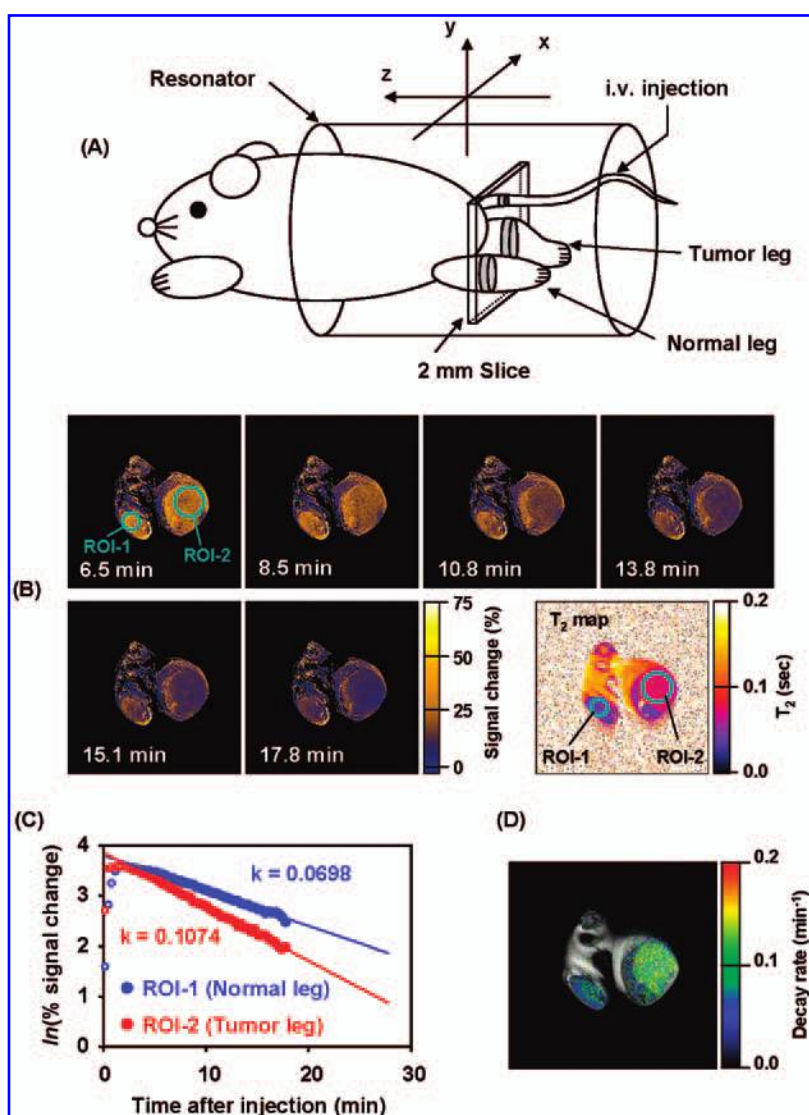 (A)
Resonator
y
x
z
i.v. injection
Tumor leg
Normal leg
2 mm Slice
(B)
ROI-1
ROI-2
6.5 min
8.5 min
10.8 min
13.8 min
15.1 min
17.8 min
75
50
25
0
Signal change (%)
T2 map
ROI-1
ROI-2
0.2
0.1
0.0
T2 (sec)
(C)
4
3
2
1
0
ln(% signal change)
k = 0.0698
k = 0.1074
ROI-1 (Normal leg)
ROI-2 (Tumor leg)
0
10
20
30
Time after injection (min)
(D)
0.2
0.1
0.0
Decay rate (min⁻¹)